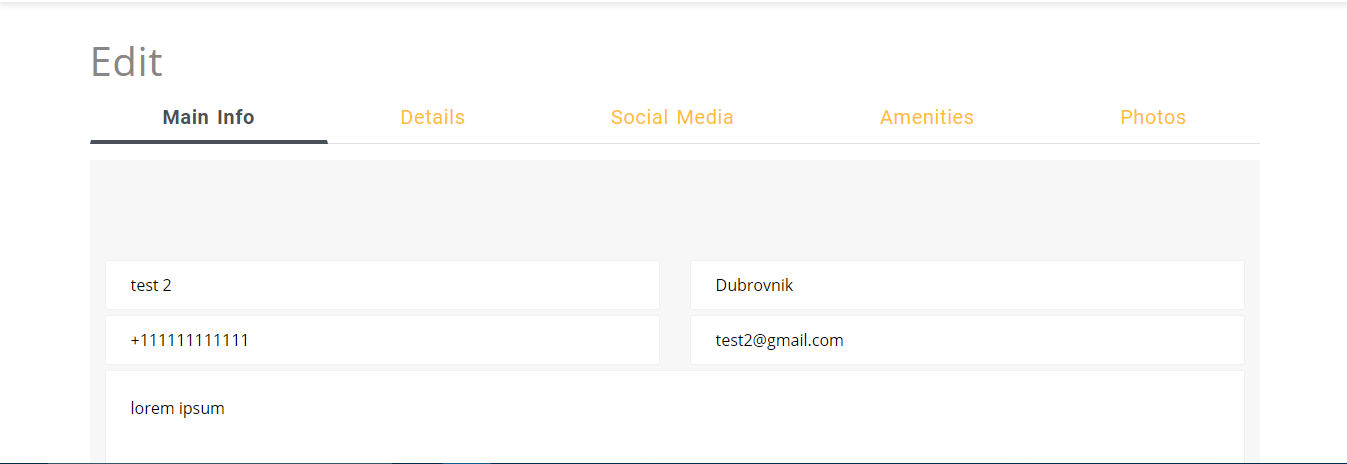 Edit
Main Info Details Social Media Amenities Photos
test 2 Dubrovnik
+111111111111 test2@gmail.com
lorem ipsum